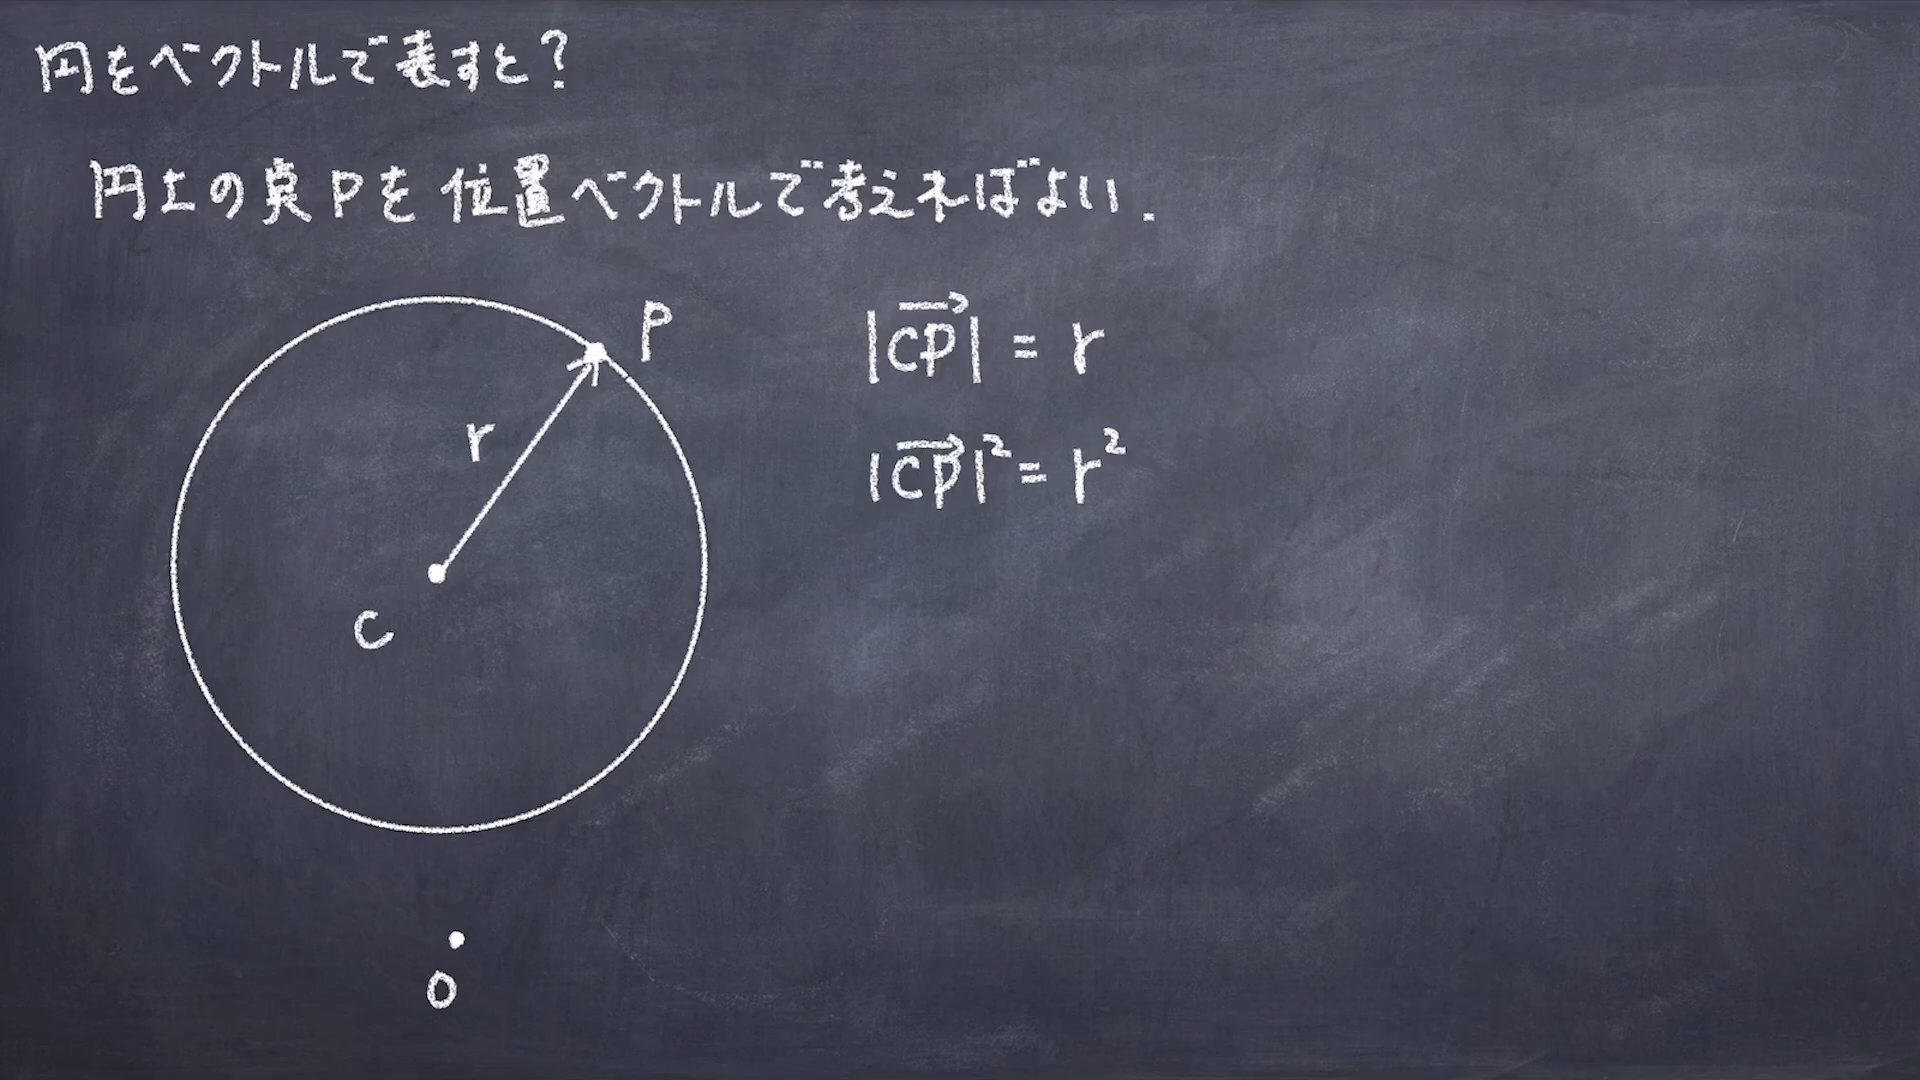 円をベクトルで表すと?
円上の点Pを位置ベクトルで考えればよい.
P
|CP→| = r
r
|CP→|² = r²
C
O